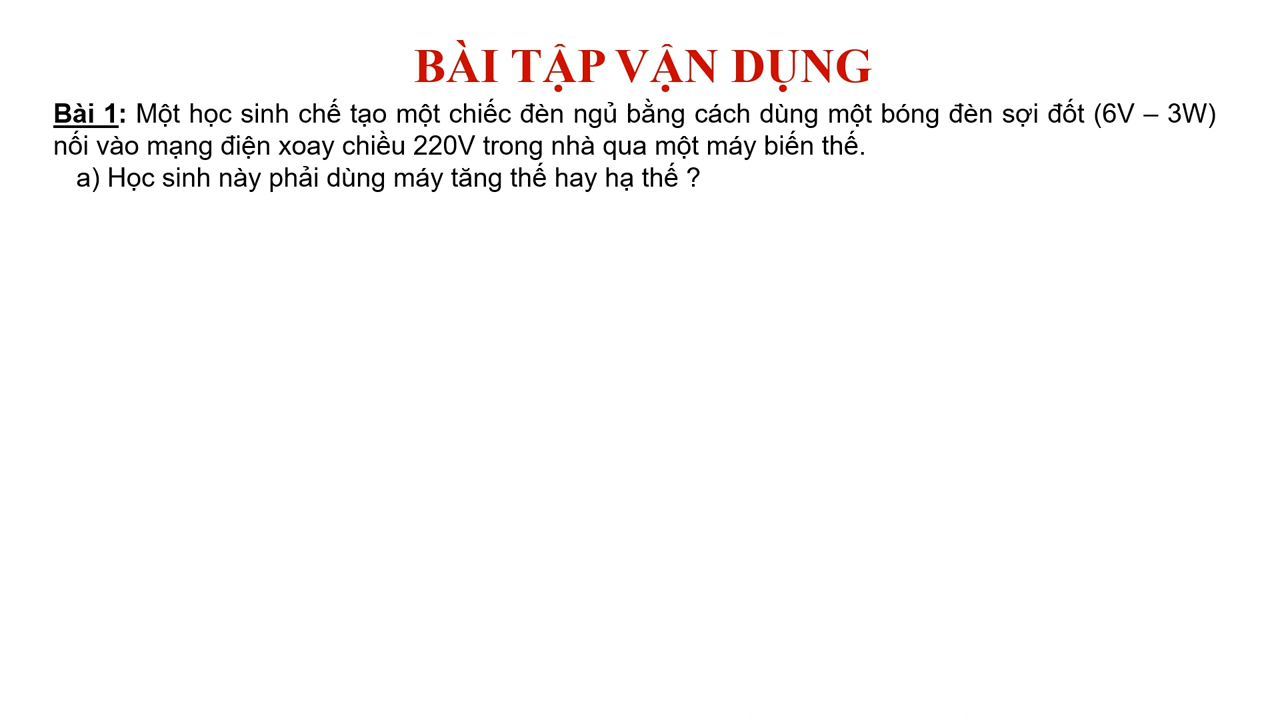 BÀI TẬP VẬN DỤNG
Bài 1: Một học sinh chế tạo một chiếc đèn ngủ bằng cách dùng một bóng đèn sợi đốt (6V – 3W)
nối vào mạng điện xoay chiều 220V trong nhà qua một máy biến thế.
a) Học sinh này phải dùng máy tăng thế hay hạ thế ?